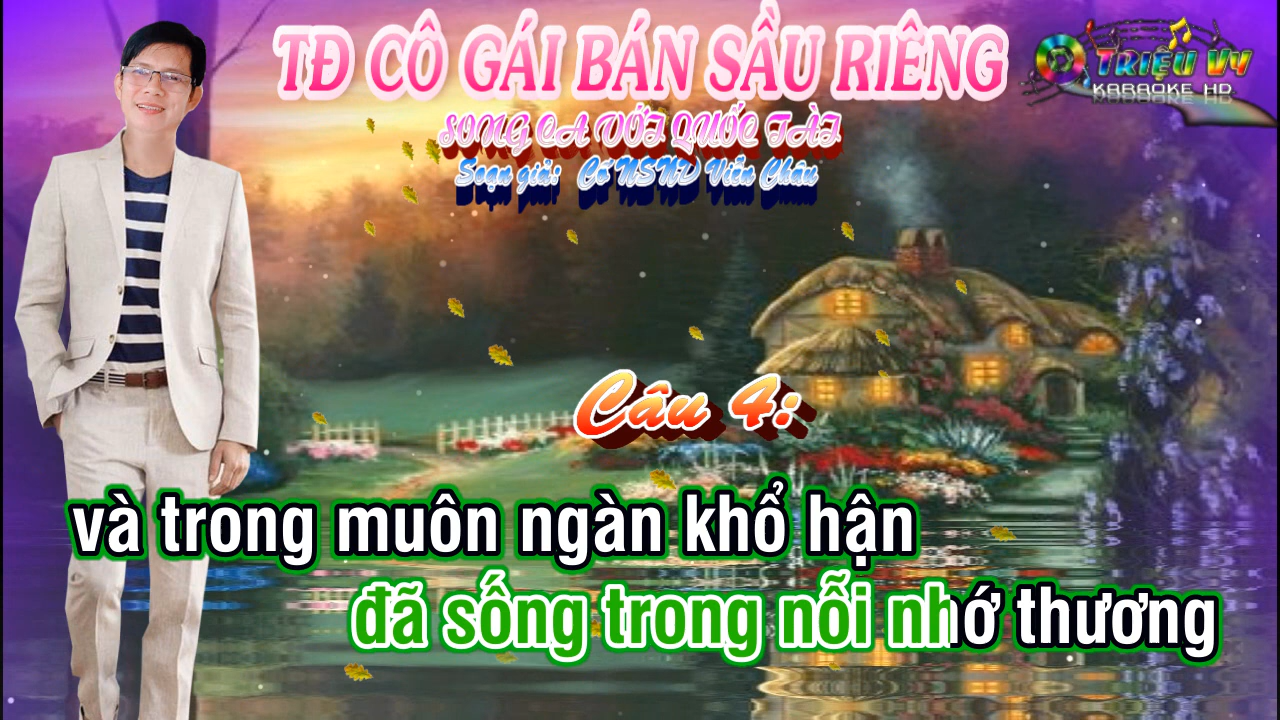 TĐ CÔ GÁI BÁN SẦU RIÊNG
TRIỆU VY
KARAOKE HD
SONG CA VỚI QUỐC TÀI
Soạn giả: Cố NSND Viễn Châu
Câu 4:
và trong muôn ngàn khổ hận
đã sống trong nỗi nhớ thương